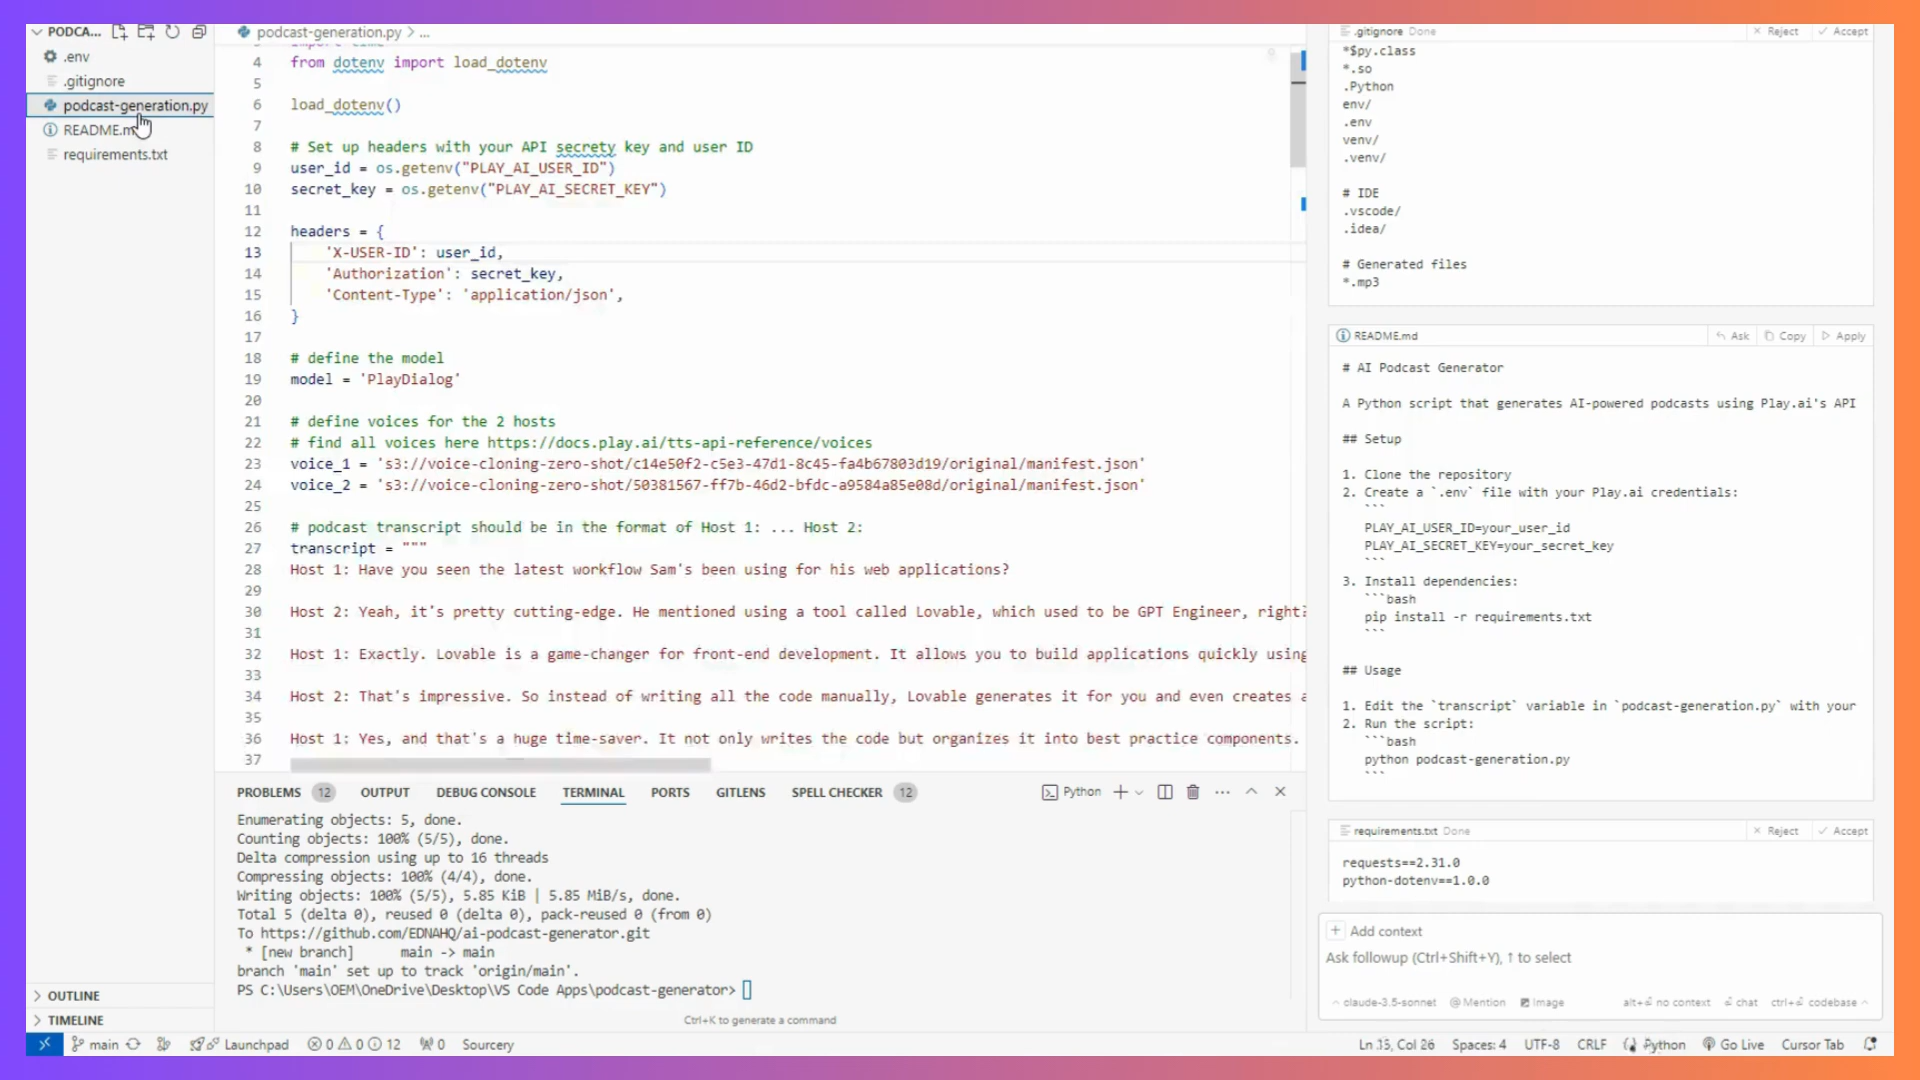 PODCA...
.env
.gitignore
podcast-generation.py
README.m
requirements.txt
OUTLINE
TIMELINE
podcast-generation.py > ...
4 from dotenv import load_dotenv
5
6 load_dotenv()
7
8 # Set up headers with your API secrety key and user ID
9 user_id = os.getenv("PLAY_AI_USER_ID")
10 secret_key = os.getenv("PLAY_AI_SECRET_KEY")
11
12 headers = {
13 'X-USER-ID': user_id,
14 'Authorization': secret_key,
15 'Content-Type': 'application/json',
16 }
17
18 # define the model
19 model = 'PlayDialog'
20
21 # define voices for the 2 hosts
22 # find all voices here https://docs.play.ai/tts-api-reference/voices
23 voice_1 = 's3://voice-cloning-zero-shot/c14e50f2-c5e3-47d1-8c45-fa4b67803d19/original/manifest.json'
24 voice_2 = 's3://voice-cloning-zero-shot/50381567-ff7b-46d2-bfdc-a9584a85e08d/original/manifest.json'
25
26 # podcast transcript should be in the format of Host 1: ... Host 2:
27 transcript = """
28 Host 1: Have you seen the latest workflow Sam's been using for his web applications?
29
30 Host 2: Yeah, it's pretty cutting-edge. He mentioned using a tool called Lovable, which used to be GPT Engineer, right?
31
32 Host 1: Exactly. Lovable is a game-changer for front-end development. It allows you to build applications quickly using
33
34 Host 2: That's impressive. So instead of writing all the code manually, Lovable generates it for you and even creates a
35
36 Host 1: Yes, and that's a huge time-saver. It not only writes the code but organizes it into best practice components.
37
PROBLEMS 12 OUTPUT DEBUG CONSOLE TERMINAL PORTS GITLENS SPELL CHECKER 12 Python
Enumerating objects: 5, done.
Counting objects: 100% (5/5), done.
Delta compression using up to 16 threads
Compressing objects: 100% (4/4), done.
Writing objects: 100% (5/5), 5.85 KiB | 5.85 MiB/s, done.
Total 5 (delta 0), reused 0 (delta 0), pack-reused 0 (from 0)
To https://github.com/EDNAHQ/ai-podcast-generator.git
* [new branch] main -> main
branch 'main' set up to track 'origin/main'.
PS C:\Users\OEM\OneDrive\Desktop\VS Code Apps\podcast-generator>
Ctrl+K to generate a command
.gitignore Done Reject Accept
*$py.class
*.so
.Python
env/
.env
venv/
.venv/
# IDE
.vscode/
.idea/
# Generated files
*.mp3
README.md Ask Copy Apply
# AI Podcast Generator
A Python script that generates AI-powered podcasts using Play.ai's API
## Setup
1. Clone the repository
2. Create a `.env` file with your Play.ai credentials:
```
PLAY_AI_USER_ID=your_user_id
PLAY_AI_SECRET_KEY=your_secret_key
```
3. Install dependencies:
```bash
pip install -r requirements.txt
```
## Usage
1. Edit the `transcript` variable in `podcast-generation.py` with your
2. Run the script:
```bash
python podcast-generation.py
```
requirements.txt Done Reject Accept
requests==2.31.0
python-dotenv==1.0.0
+ Add context
Ask followup (Ctrl+Shift+Y), ↑ to select
claude-3.5-sonnet @ Mention Image alt+⏎ no context ⏎ chat ctrl+⏎ codebase
main Launchpad 0 0 12 0 Sourcery Col 26 Spaces: 4 UTF-8 CRLF Python Go Live Cursor Tab